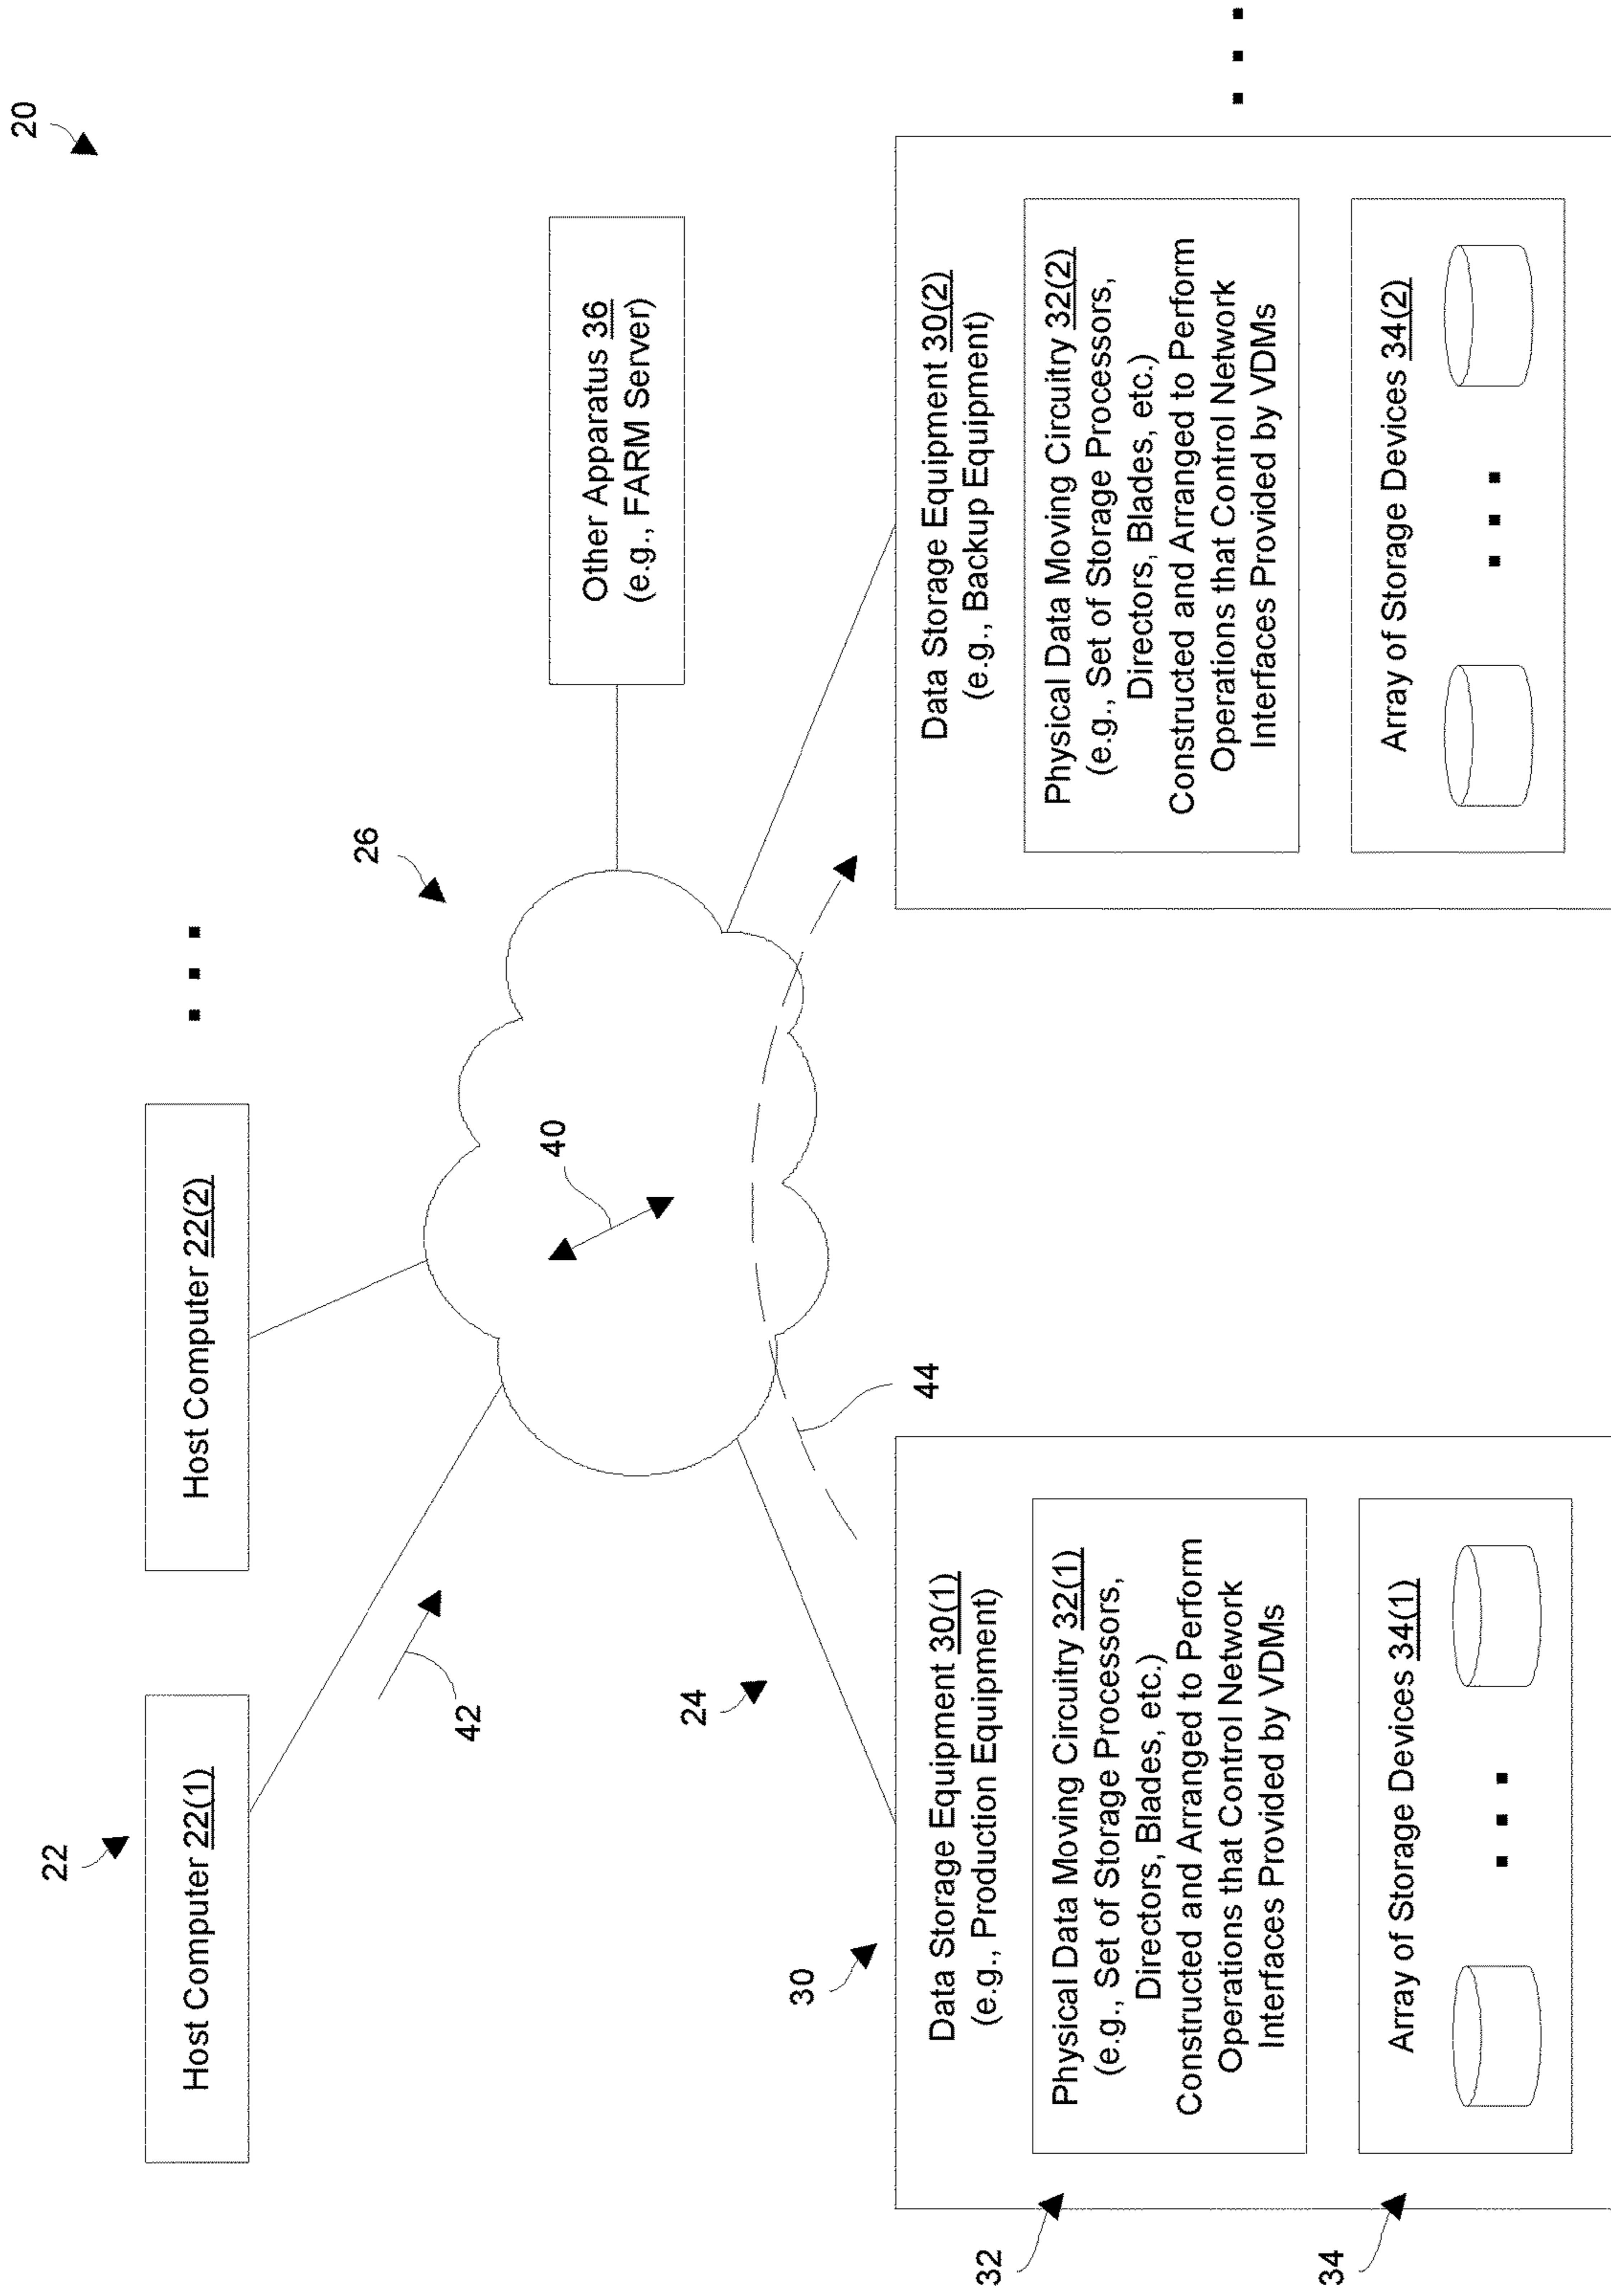 20
22
Host Computer 22(1)
Host Computer 22(2)
42
26
40
Other Apparatus 36
(e.g., FARM Server)
24
44
30
Data Storage Equipment 30(1)
(e.g., Production Equipment)
32
Physical Data Moving Circuitry 32(1)
(e.g., Set of Storage Processors,
Directors, Blades, etc.)
Constructed and Arranged to Perform
Operations that Control Network
Interfaces Provided by VDMs
34
Array of Storage Devices 34(1)
Data Storage Equipment 30(2)
(e.g., Backup Equipment)
Physical Data Moving Circuitry 32(2)
(e.g., Set of Storage Processors,
Directors, Blades, etc.)
Constructed and Arranged to Perform
Operations that Control Network
Interfaces Provided by VDMs
Array of Storage Devices 34(2)